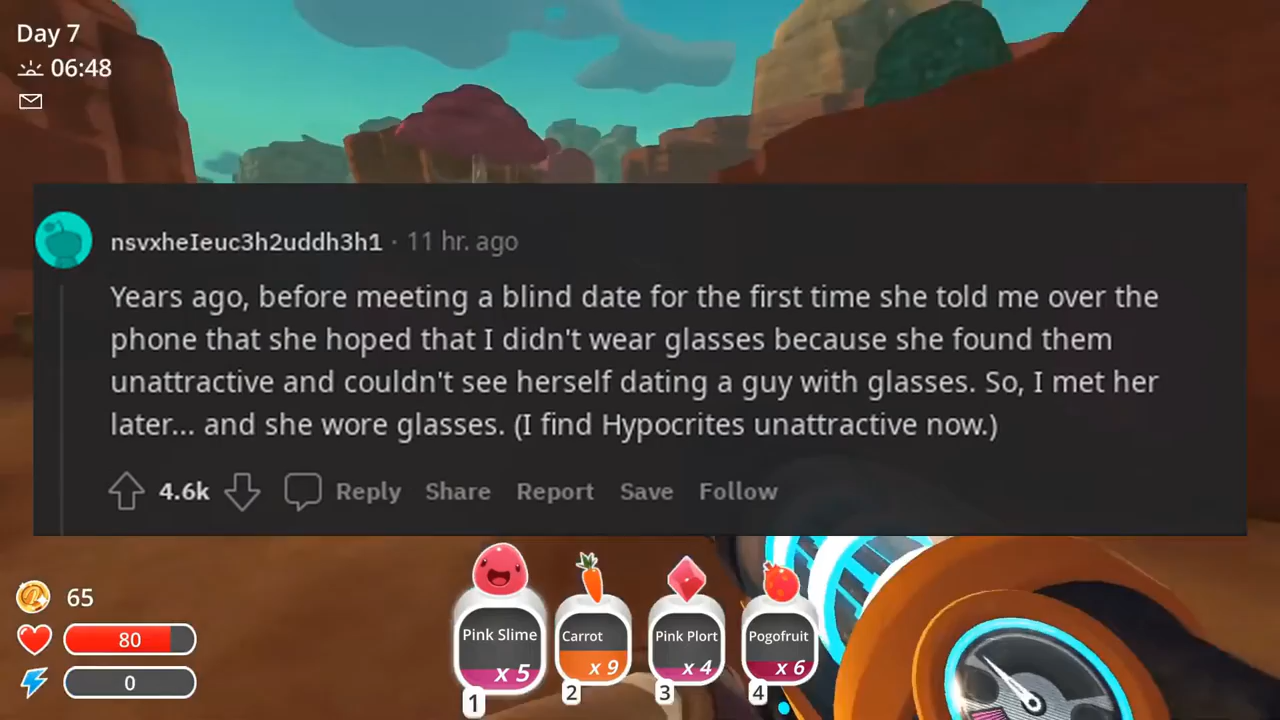 Day 7
06:48
nsvxheIeuc3h2uddh3h1 · 11 hr. ago
Years ago, before meeting a blind date for the first time she told me over the
phone that she hoped that I didn't wear glasses because she found them
unattractive and couldn't see herself dating a guy with glasses. So, I met her
later... and she wore glasses. (I find Hypocrites unattractive now.)
4.6k Reply Share Report Save Follow
65
80
0
Pink Slime
x 5
1
Carrot
x 9
2
Pink Plort
x 4
3
Pogofruit
x 6
4